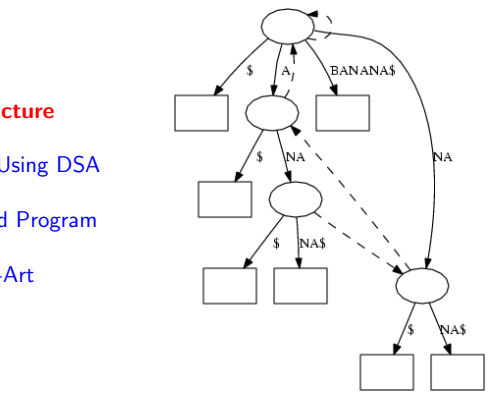 $
A
BANANA$
cture
$
NA
NA
Using DSA
d Program
$
NA$
-Art
$
NA$